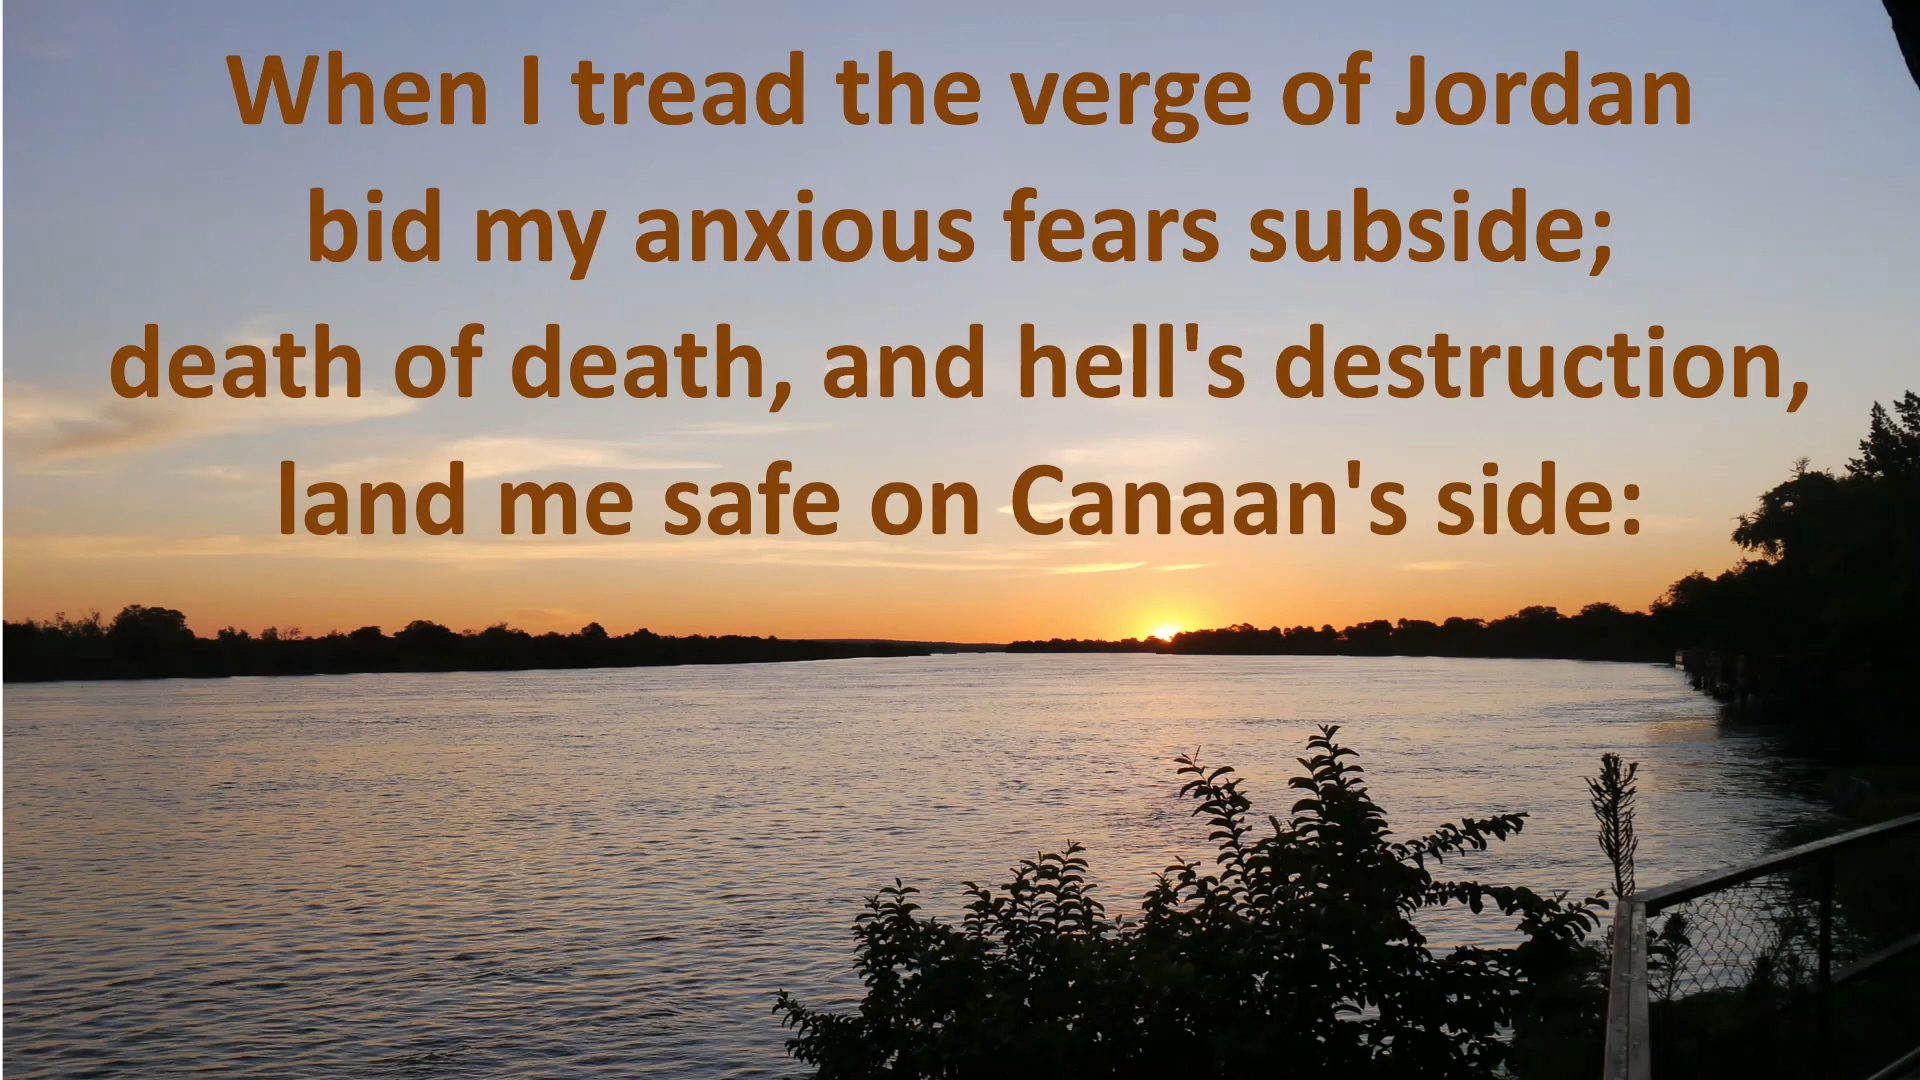 When I tread the verge of Jordan
bid my anxious fears subside;
death of death, and hell's destruction,
land me safe on Canaan's side: